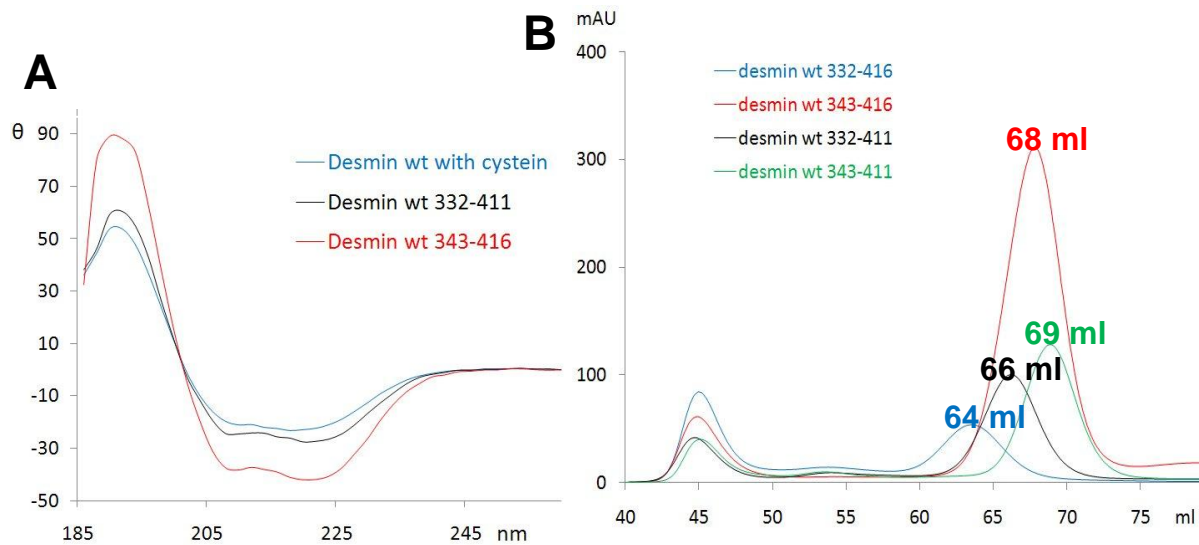 A
θ
90
70
50
30
10
-10
-30
-50
185
205
225
245
nm
Desmin wt with cystein
Desmin wt 332-411
Desmin wt 343-416
B
mAU
400
300
200
100
0
40
45
50
55
60
65
70
75
ml
desmin wt 332-416
desmin wt 343-416
desmin wt 332-411
desmin wt 343-411
68 ml
69 ml
66 ml
64 ml